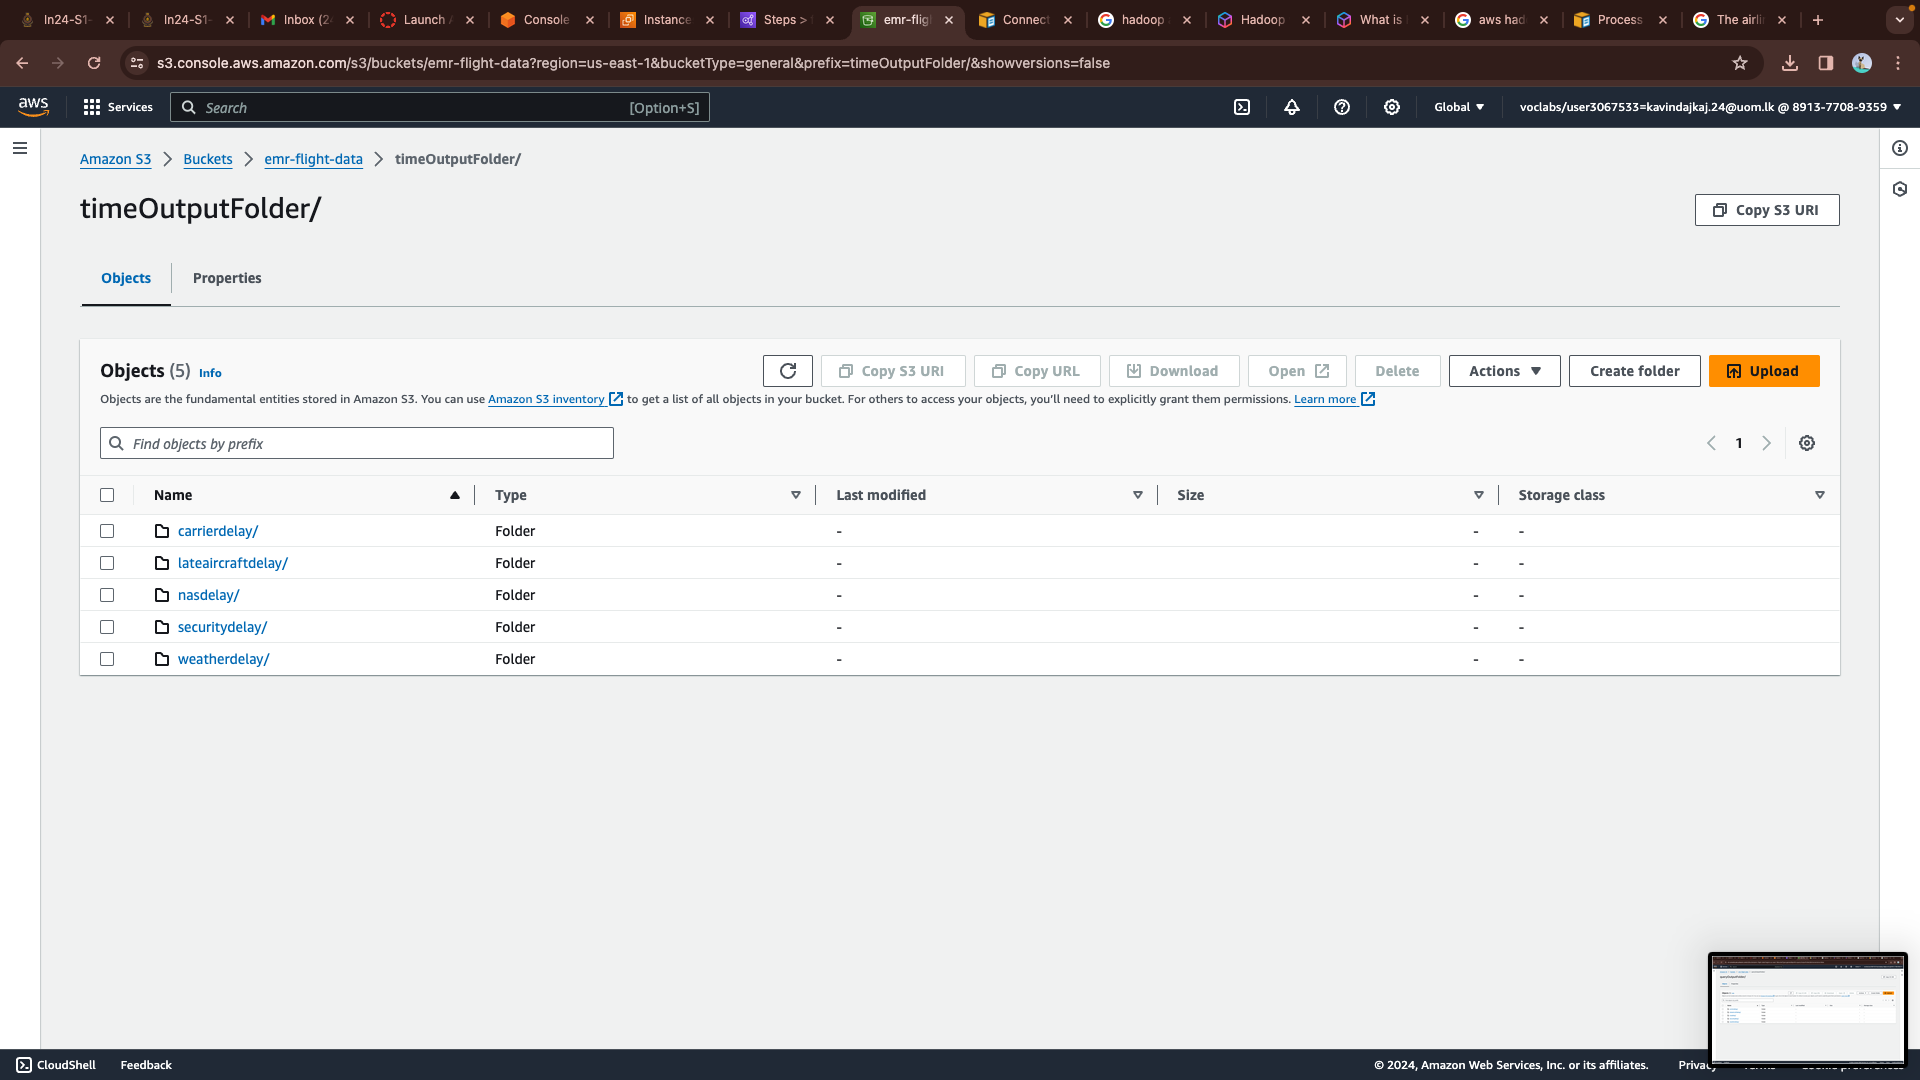 In24-S1- In24-S1- Inbox (24 Launch A Console Instance Steps > emr-fligh Connect hadoop Hadoop What is aws had Process The airlin
s3.console.aws.amazon.com/s3/buckets/emr-flight-data?region=us-east-1&bucketType=general&prefix=timeOutputFolder/&showversions=false
aws Services Search [Option+S] Global voclabs/user3067533=kavindajkaj.24@uom.lk @ 8913-7708-9359
Amazon S3 Buckets emr-flight-data timeOutputFolder/
timeOutputFolder/
Copy S3 URI
Objects Properties
Objects (5) Info Copy S3 URI Copy URL Download Open Delete Actions Create folder Upload
Objects are the fundamental entities stored in Amazon S3. You can use Amazon S3 inventory to get a list of all objects in your bucket. For others to access your objects, you'll need to explicitly grant them permissions. Learn more
Find objects by prefix
1
Name Type Last modified Size Storage class
carrierdelay/ Folder - - -
lateaircraftdelay/ Folder - - -
nasdelay/ Folder - - -
securitydelay/ Folder - - -
weatherdelay/ Folder - - -
CloudShell Feedback © 2024, Amazon Web Services, Inc. or its affiliates. Privacy Terms Cookie preferences